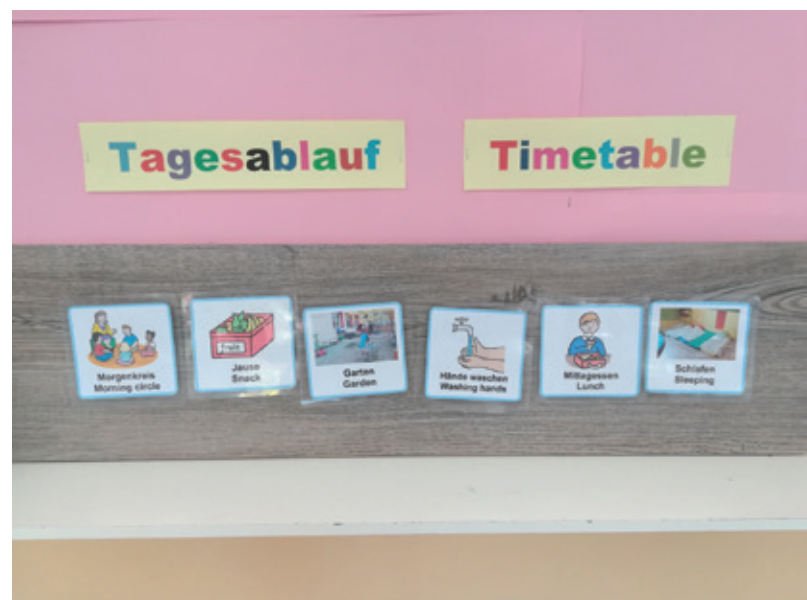 Tagesablauf
Timetable
Morgenkreis
Morning circle
Jause
Snack
Garten
Garden
Hände waschen
Washing hands
Mittagessen
Lunch
Schlafen
Sleeping